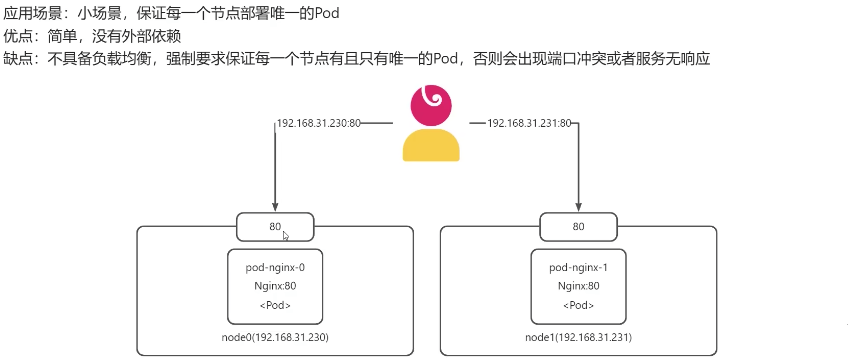 应用场景：小场景，保证每一个节点部署唯一的Pod
优点：简单，没有外部依赖
缺点：不具备负载均衡，强制要求保证每一个节点有且只有唯一的Pod，否则会出现端口冲突或者服务无响应
192.168.31.230:80
192.168.31.231:80
80
80
pod-nginx-0
Nginx:80
<Pod>
node0(192.168.31.230)
pod-nginx-1
Nginx:80
<Pod>
node1(192.168.31.231)